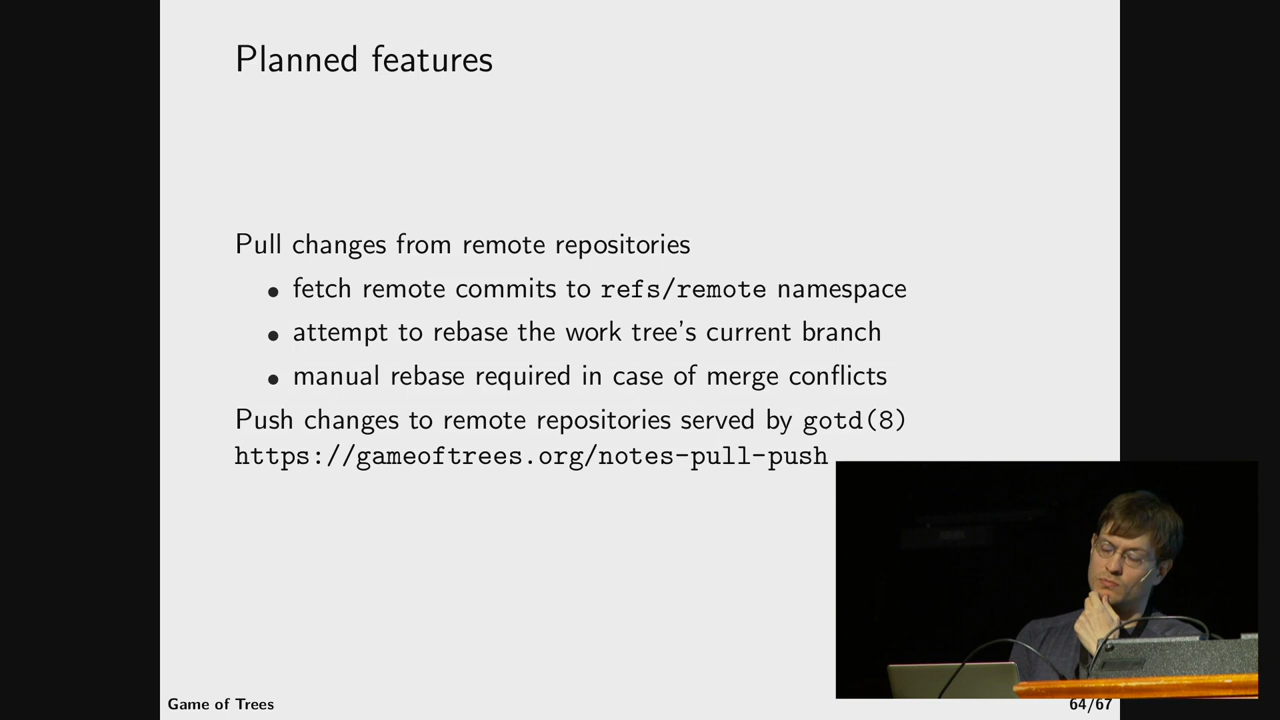 Planned features
Pull changes from remote repositories
• fetch remote commits to refs/remote namespace
• attempt to rebase the work tree's current branch
• manual rebase required in case of merge conflicts
Push changes to remote repositories served by gotd(8)
https://gameoftrees.org/notes-pull-push
Game of Trees
64/67